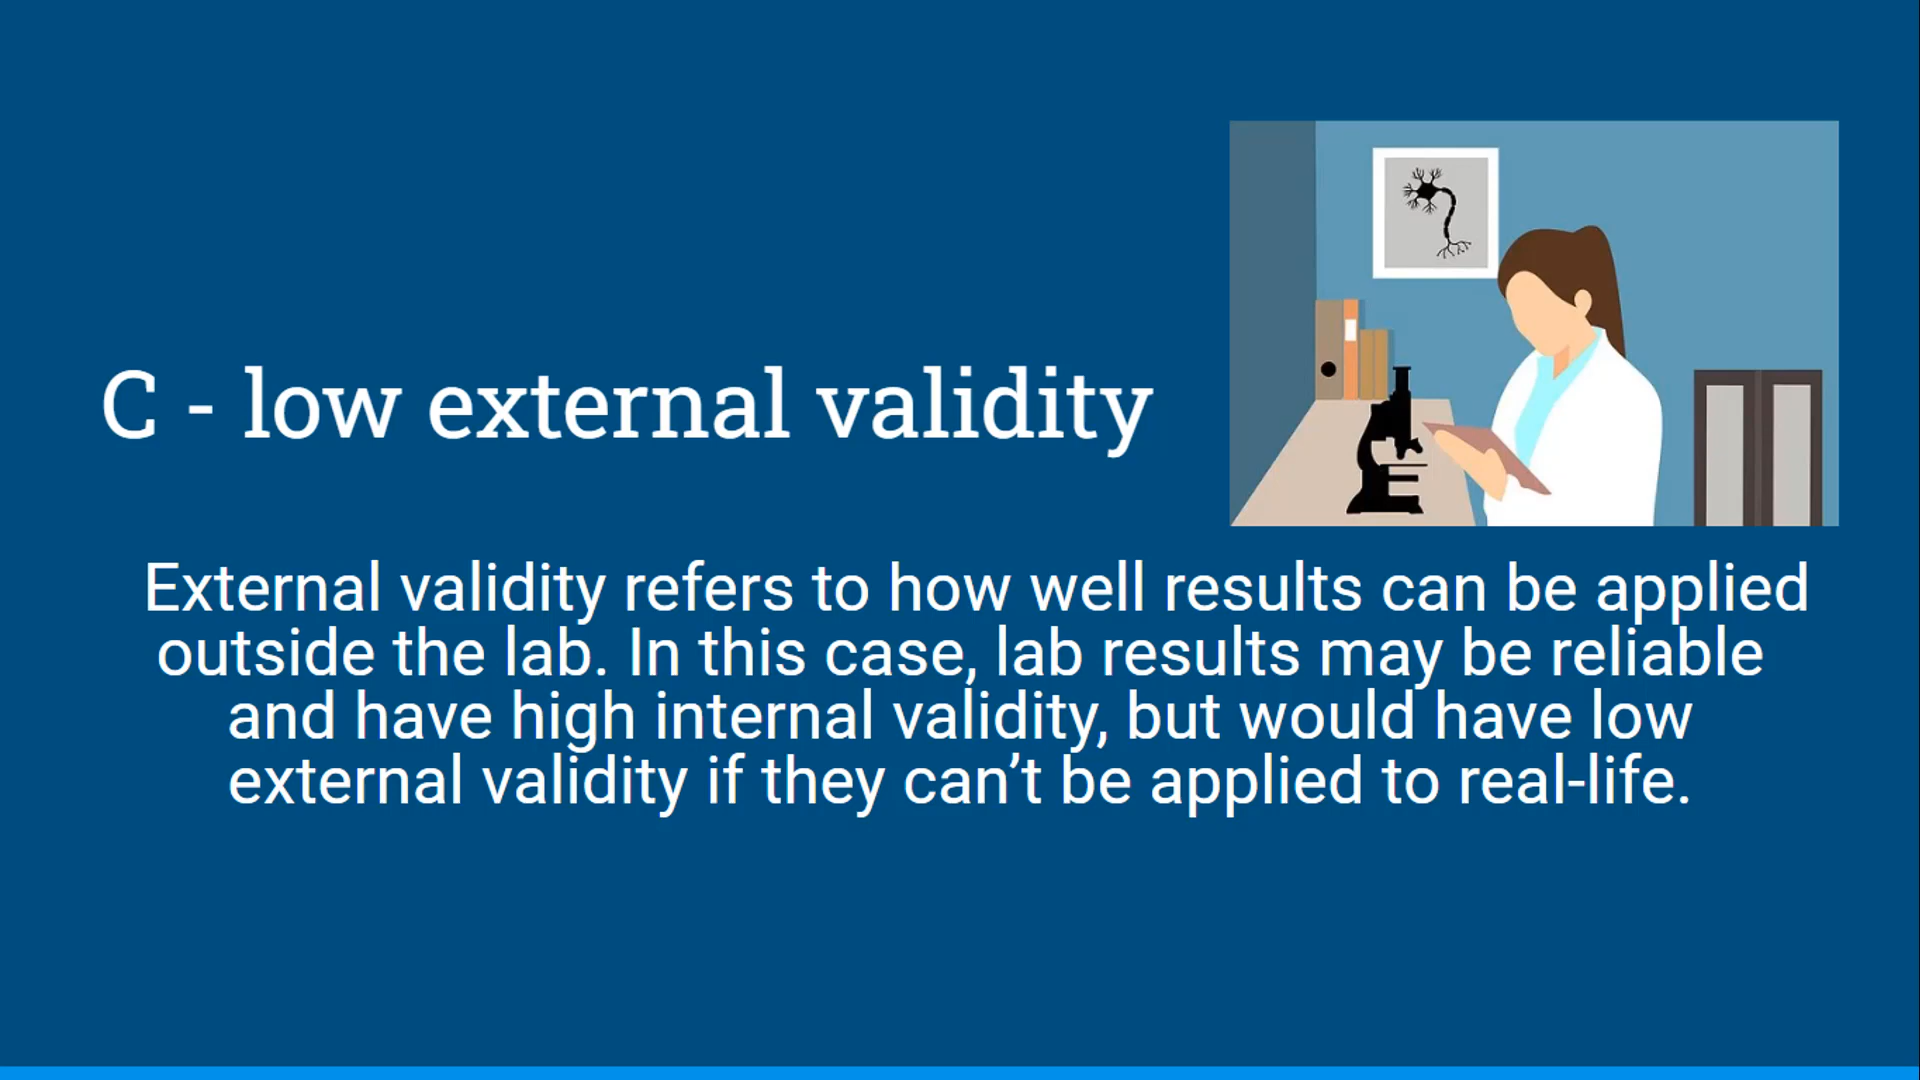 C - low external validity
External validity refers to how well results can be applied
outside the lab. In this case, lab results may be reliable
and have high internal validity, but would have low
external validity if they can’t be applied to real-life.